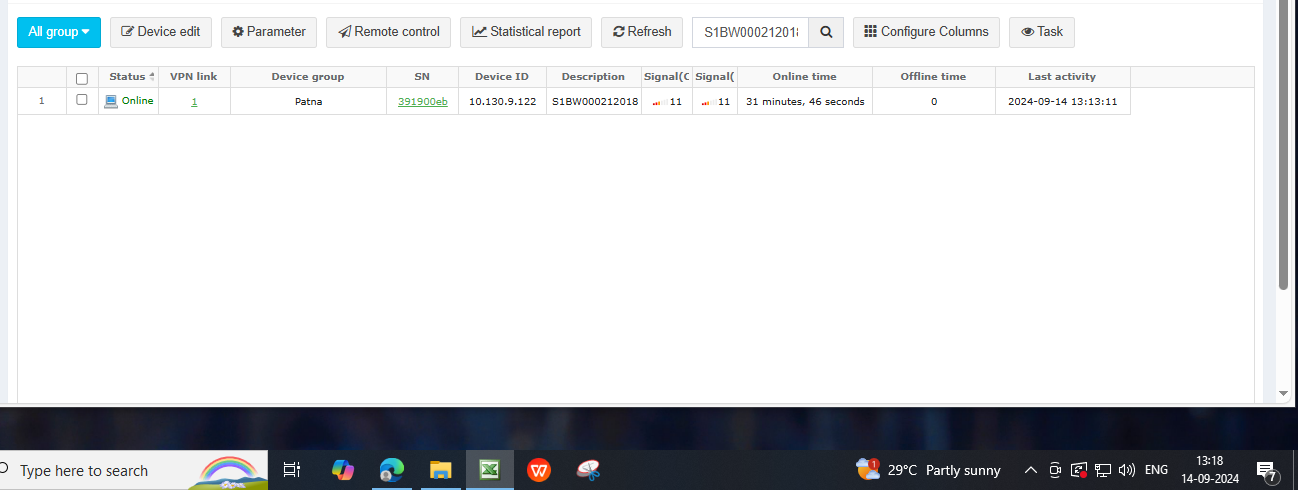 All group Device edit Parameter Remote control Statistical report Refresh S1BW000212018 Configure Columns Task
Status VPN link Device group SN Device ID Description Signal(C Signal( Online time Offline time Last activity
1 Online 1 Patna 391900eb 10.130.9.122 S1BW000212018 11 11 31 minutes, 46 seconds 0 2024-09-14 13:13:11
Type here to search 1 29°C Partly sunny ENG 13:18
14-09-2024 7